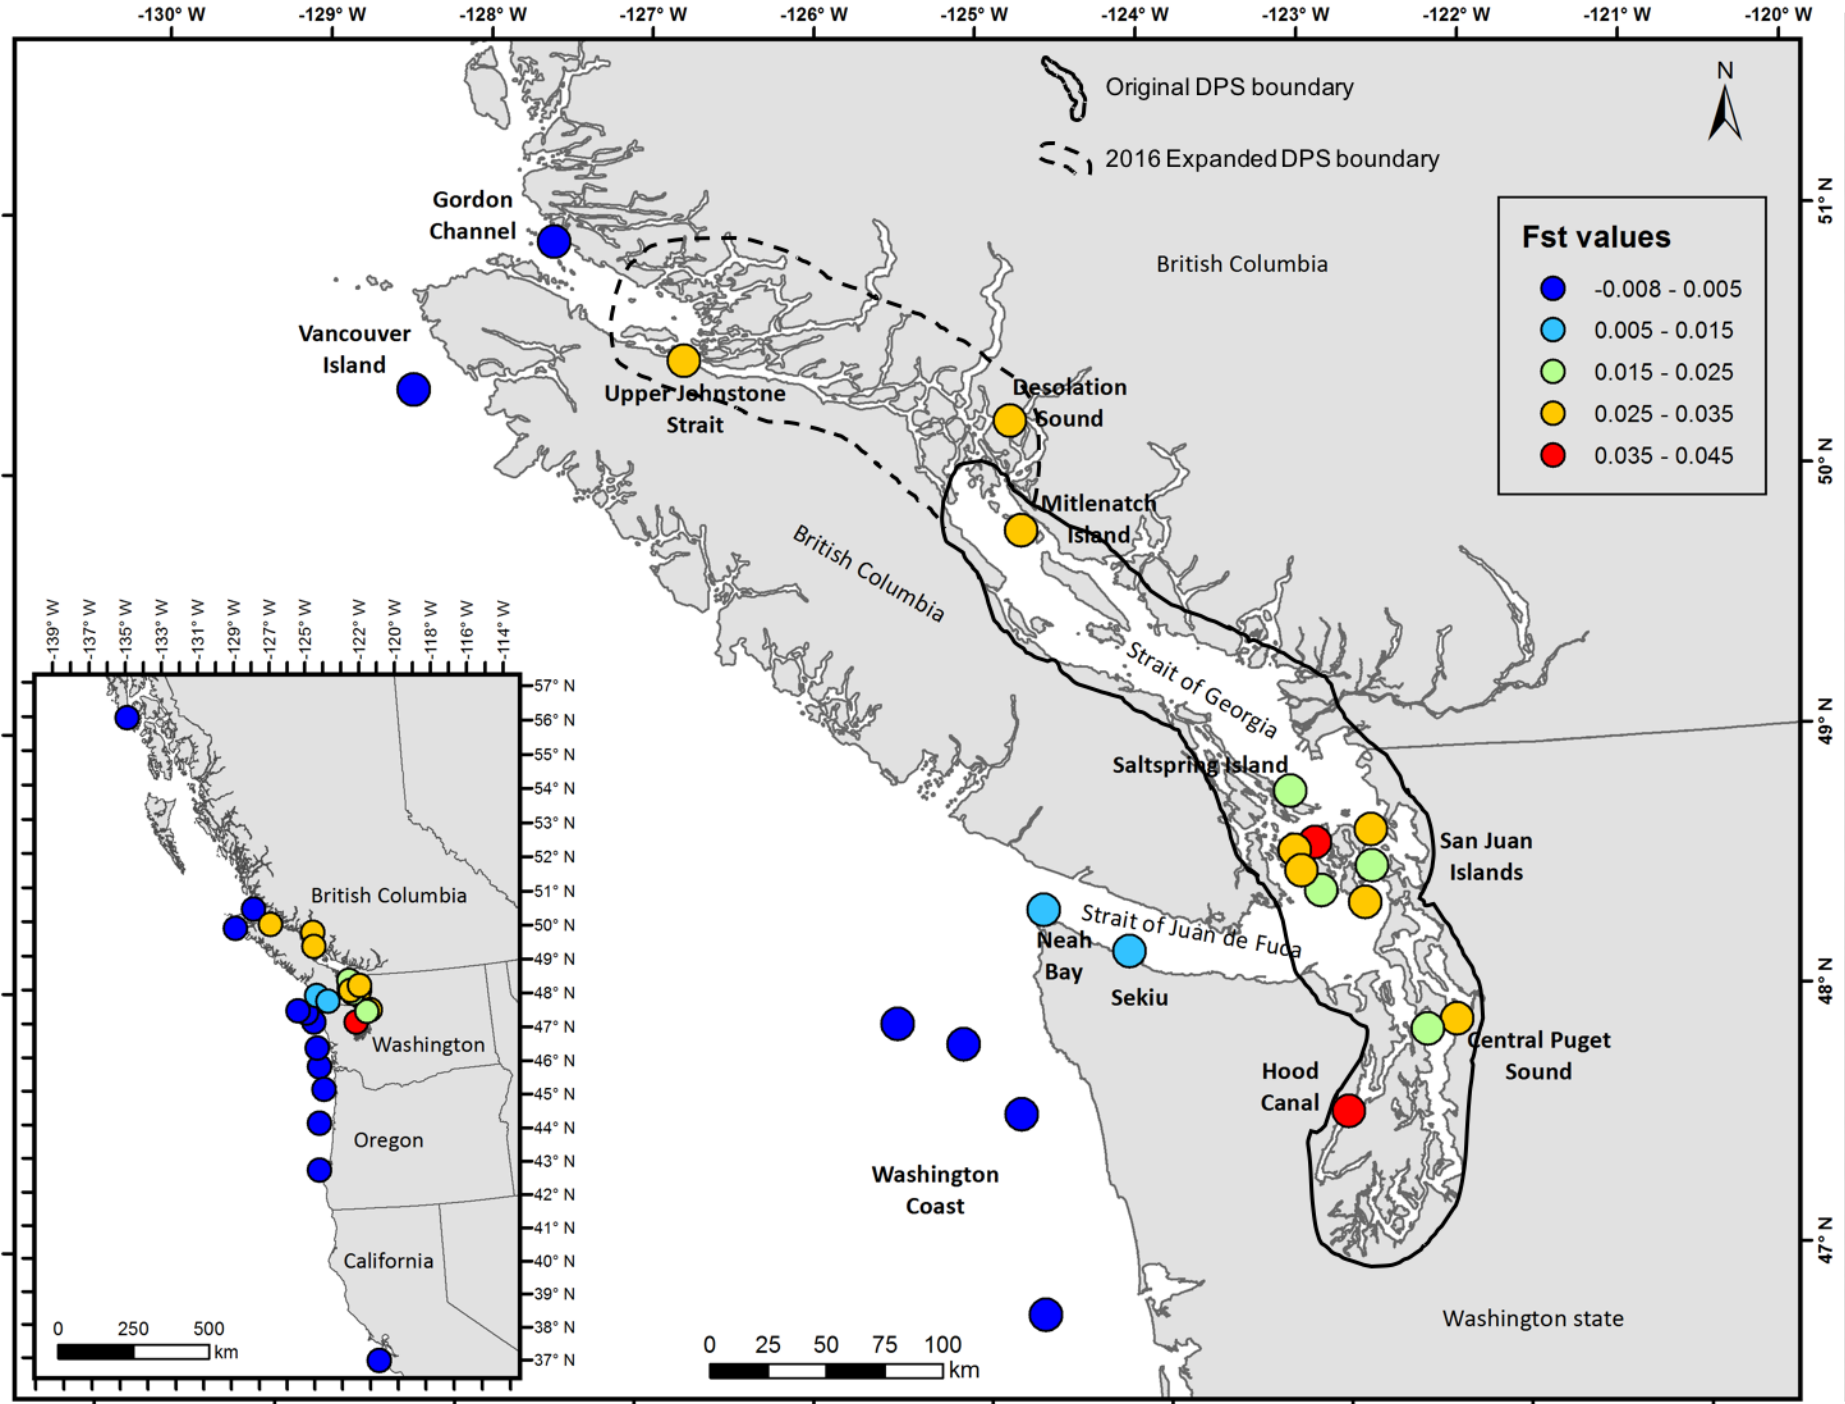 -130° W -129° W -128° W -127° W -126° W -125° W -124° W -123° W -122° W -121° W -120° W
N
Original DPS boundary
2016 Expanded DPS boundary
51° N
50° N
49° N
48° N
47° N
Fst values
-0.008 - 0.005
0.005 - 0.015
0.015 - 0.025
0.025 - 0.035
0.035 - 0.045
Gordon
Channel
British Columbia
Vancouver
Island
Upper Johnstone
Strait
Desolation
Sound
Mitlenatch
Island
British Columbia
Strait of Georgia
Saltspring Island
San Juan
Islands
Strait of Juan de Fuca
Neah
Bay
Sekiu
Central Puget
Sound
Hood
Canal
Washington
Coast
Washington state
0 25 50 75 100
km
-139° W -137° W -135° W -133° W -131° W -129° W -127° W -125° W -122° W -120° W -118° W -116° W -114° W
57° N
56° N
55° N
54° N
53° N
52° N
51° N
50° N
49° N
48° N
47° N
46° N
45° N
44° N
43° N
42° N
41° N
40° N
39° N
38° N
37° N
British Columbia
Washington
Oregon
California
0 250 500
km